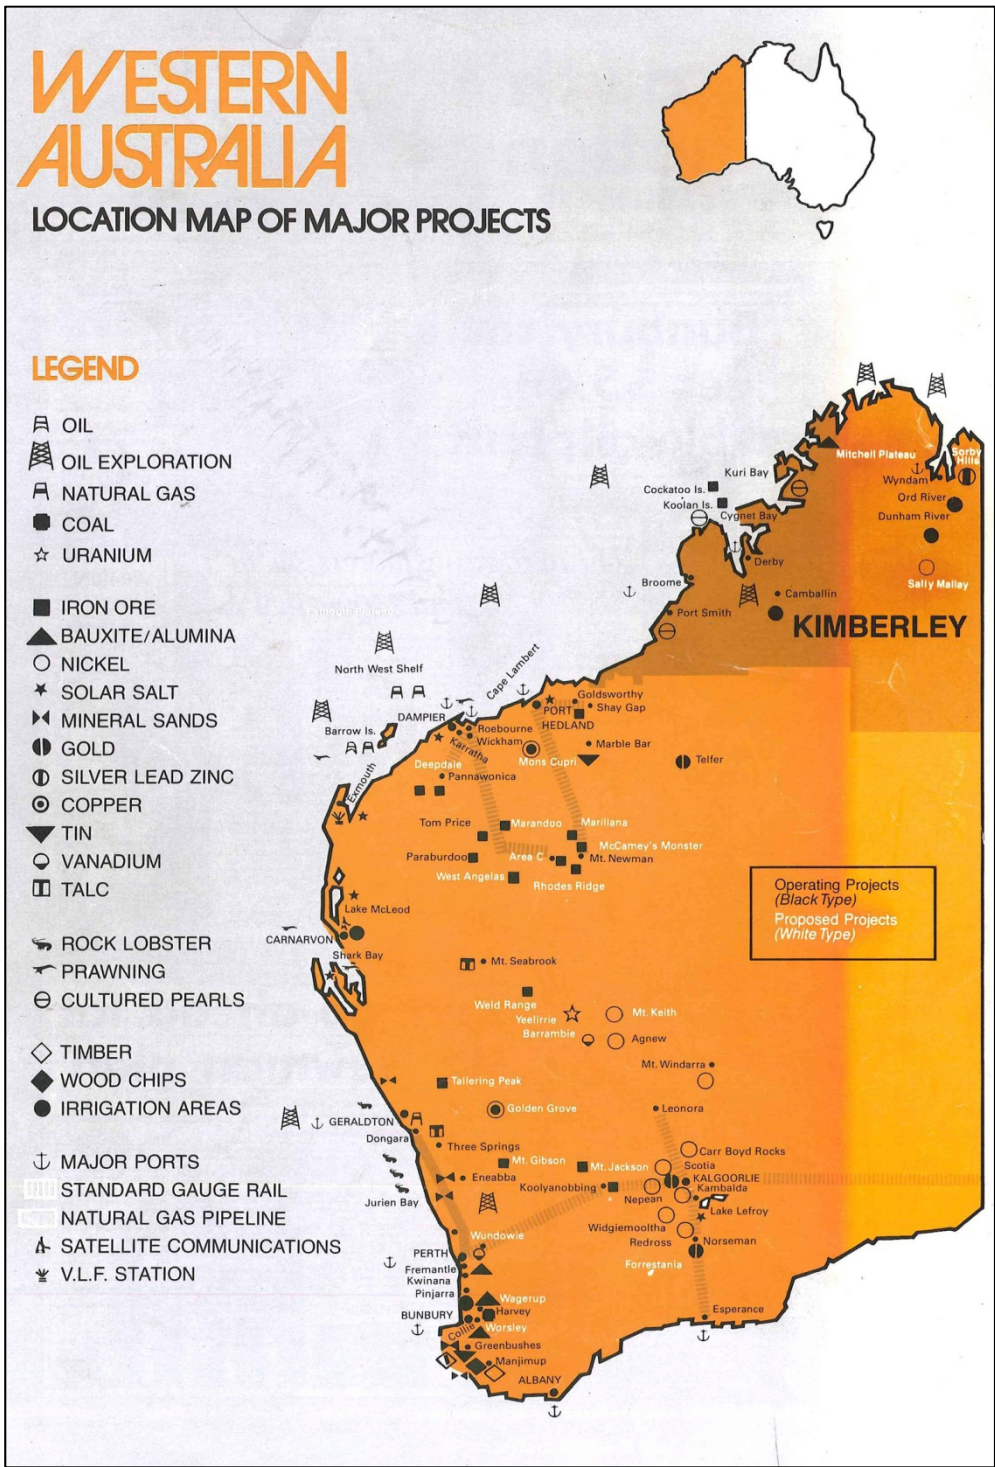 WESTERN
AUSTRALIA
LOCATION MAP OF MAJOR PROJECTS
LEGEND
OIL
OIL EXPLORATION
NATURAL GAS
COAL
URANIUM
IRON ORE
BAUXITE/ALUMINA
NICKEL
SOLAR SALT
MINERAL SANDS
GOLD
SILVER LEAD ZINC
COPPER
TIN
VANADIUM
TALC
ROCK LOBSTER
PRAWNING
CULTURED PEARLS
TIMBER
WOOD CHIPS
IRRIGATION AREAS
MAJOR PORTS
STANDARD GAUGE RAIL
NATURAL GAS PIPELINE
SATELLITE COMMUNICATIONS
V.L.F. STATION
Mitchell Plateau
Sorby
Hills
Kuri Bay
Wyndam
Cockatoo Is.
Ord River
Koolan Is.
Cygnet Bay
Dunham River
Derby
Broome
Sally Mallay
Camballin
Port Smith
KIMBERLEY
North West Shelf
Cape Lambert
Goldsworthy
Shay Gap
PORT
HEDLAND
DAMPIER
Barrow Is.
Roebourne
Wickham
Karratha
Marble Bar
Mons Cupri
Telfer
Deepdale
Pannawonica
Exmouth
Tom Price
Marandoo
Marillana
McCamey's Monster
Paraburdoo
Area C
Mt. Newman
West Angelas
Rhodes Ridge
Operating Projects
(Black Type)
Proposed Projects
(White Type)
Lake McLeod
CARNARVON
Shark Bay
Mt. Seabrook
Weld Range
Yeelirrie
Mt. Keith
Barrambie
Agnew
Mt. Windarra
Tallering Peak
Golden Grove
Leonora
GERALDTON
Dongara
Three Springs
Carr Boyd Rocks
Mt. Gibson
Mt. Jackson
Scotia
Eneabba
Koolyanobbing
KALGOORLIE
Kambalda
Nepean
Jurien Bay
Lake Lefroy
Widgiemooltha
Wundowie
Redross
Norseman
PERTH
Fremantle
Forrestania
Kwinana
Pinjarra
Wagerup
BUNBURY
Harvey
Esperance
Collie
Worsley
Greenbushes
Manjimup
ALBANY